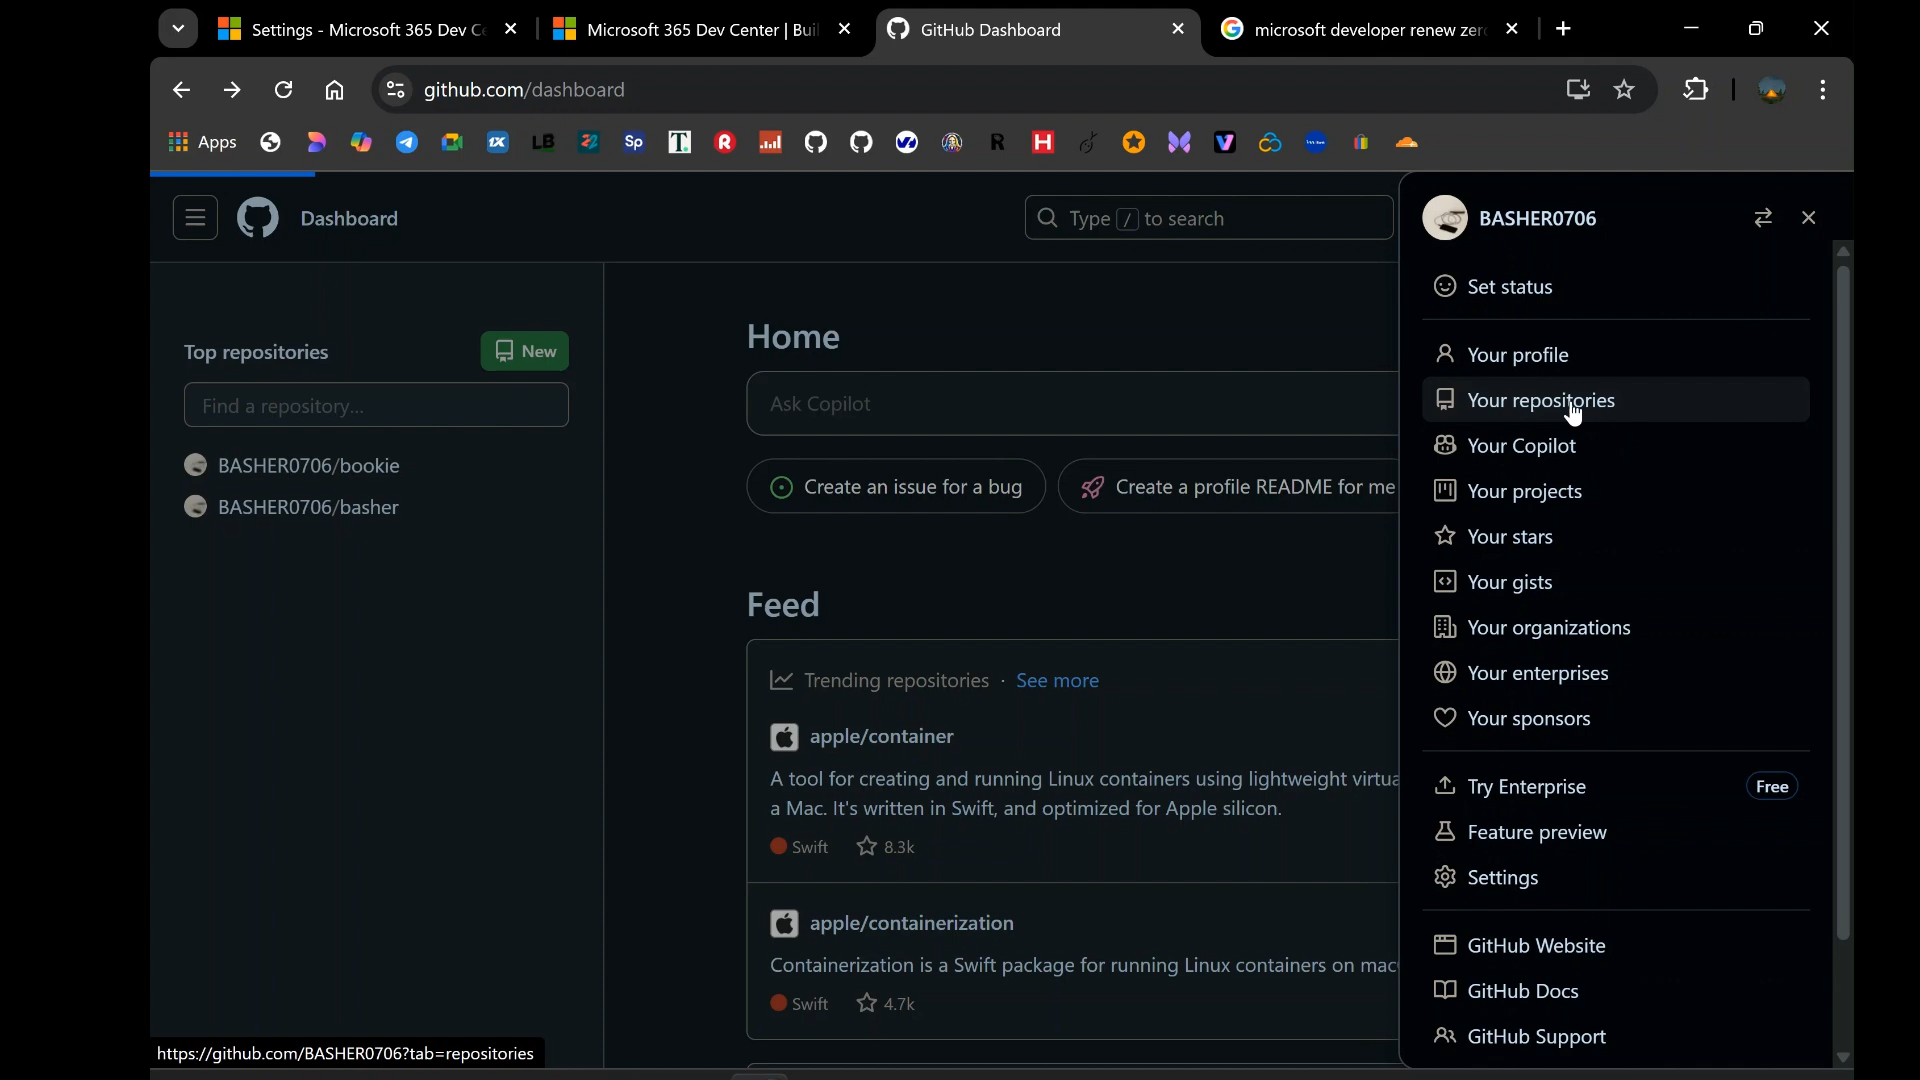 Settings - Microsoft 365 Dev C
Microsoft 365 Dev Center | Buil
GitHub Dashboard
microsoft developer renew zer
github.com/dashboard
Apps
1X
LB
Sp
T.
R
R
H
V
Dashboard
Type / to search
BASHER0706
Set status
Top repositories
New
Find a repository...
BASHER0706/bookie
BASHER0706/basher
Home
Ask Copilot
Create an issue for a bug
Create a profile README for me
Feed
Trending repositories · See more
apple/container
A tool for creating and running Linux containers using lightweight virtua
a Mac. It's written in Swift, and optimized for Apple silicon.
Swift 8.3k
apple/containerization
Containerization is a Swift package for running Linux containers on mac
Swift 4.7k
Your profile
Your repositories
Your Copilot
Your projects
Your stars
Your gists
Your organizations
Your enterprises
Your sponsors
Try Enterprise Free
Feature preview
Settings
GitHub Website
GitHub Docs
GitHub Support
https://github.com/BASHER0706?tab=repositories